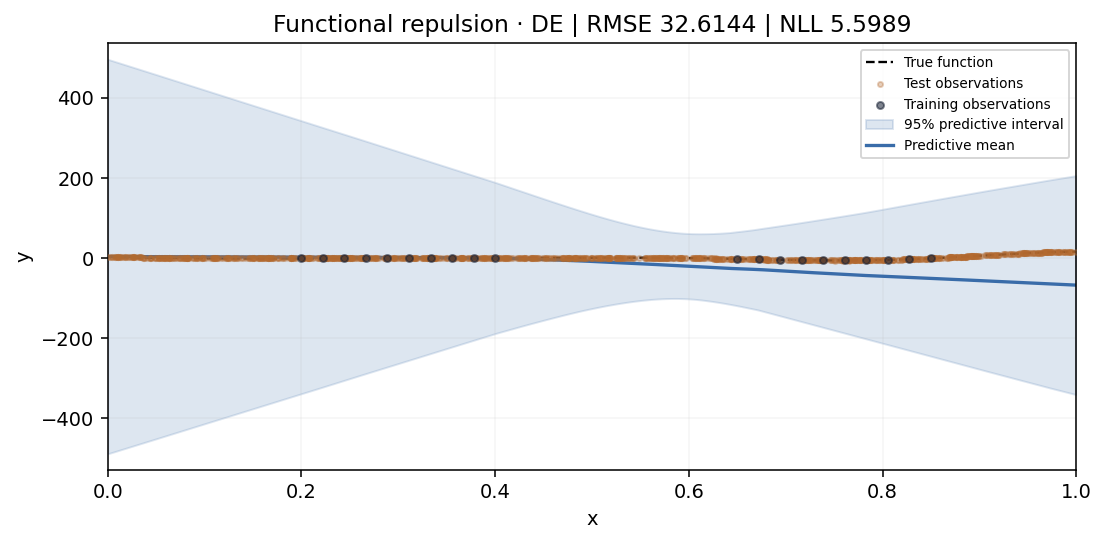 Functional repulsion · DE | RMSE 32.6144 | NLL 5.5989
True function
Test observations
Training observations
95% predictive interval
Predictive mean
400
200
0
−200
−400
y
0.0 0.2 0.4 0.6 0.8 1.0
x